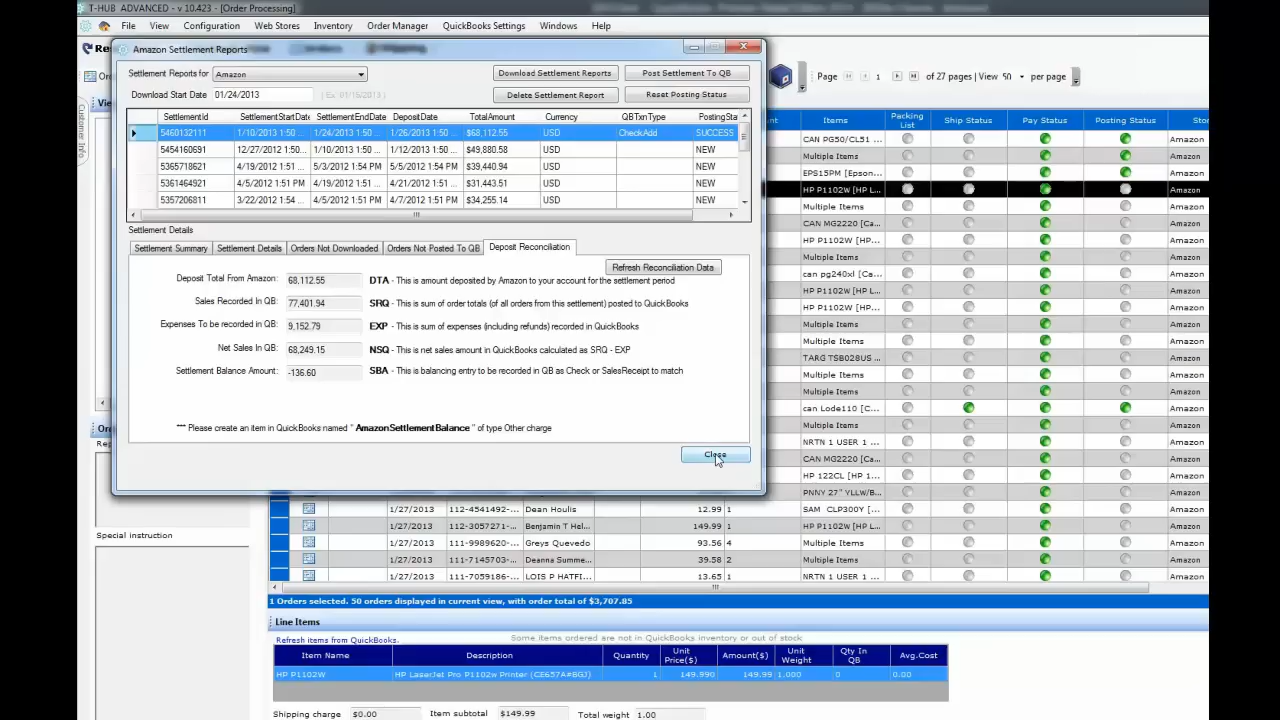 T-HUB ADVANCED - v 10.423 - [Order Processing]
File View Configuration Web Stores Inventory Order Manager QuickBooks Settings Windows Help
Amazon Settlement Reports
Settlement Reports for Amazon Download Settlement Reports Post Settlement To QB
Download Start Date 01/24/2013 (Ex: 01/15/2013) Delete Settlement Report Reset Posting Status
Page 1 of 27 pages | View 50 per page
SettlementId SettlementStartDate SettlementEndDate DepositDate TotalAmount Currency QBTxnType PostingSta
5460132111 1/10/2013 1:50 ... 1/24/2013 1:50 ... 1/26/2013 1:50 ... $68,112.55 USD CheckAdd SUCCESS
5454160691 12/27/2012 1:50... 1/10/2013 1:50 ... 1/12/2013 1:50 ... $49,880.58 USD NEW
5365718621 4/19/2012 1:51 ... 5/3/2012 1:54 PM 5/5/2012 1:54 PM $39,440.94 USD NEW
5361464921 4/5/2012 1:51 PM 4/19/2012 1:51 ... 4/21/2012 1:51 ... $31,443.51 USD NEW
5357206811 3/22/2012 1:54 ... 4/5/2012 1:51 PM 4/7/2012 1:51 PM $34,255.14 USD NEW
Settlement Details
Settlement Summary Settlement Details Orders Not Downloaded Orders Not Posted To QB Deposit Reconciliation
Refresh Reconciliation Data
Deposit Total From Amazon: 68,112.55 DTA - This is amount deposited by Amazon to your account for the settlement period
Sales Recorded In QB: 77,401.94 SRQ - This is sum of order totals (of all orders from this settlement) posted to QuickBooks
Expenses To be recorded in QB: 9,152.79 EXP - This is sum of expenses (including refunds) recorded in QuickBooks
Net Sales In QB: 68,249.15 NSQ - This is net sales amount in QuickBooks calculated as SRQ - EXP
Settlement Balance Amount: -136.60 SBA - This is balancing entry to be recorded in QB as Check or SalesReceipt to match
*** Please create an item in QuickBooks named " AmazonSettlementBalance " of type Other charge
Close
Customer Info
Items Packing List Ship Status Pay Status Posting Status
CAN PG50/CL51 ... Amazon
Multiple Items Amazon
EPS15PM [Epson... Amazon
HP P1102W [HP L... Amazon
Multiple Items Amazon
CAN MG2220 [Ca... Amazon
HP P1102W [HP L... Amazon
Multiple Items Amazon
can pg240xl [Ca... Amazon
HP P1102W [HP L... Amazon
HP P1102W [HP L... Amazon
Multiple Items Amazon
Multiple Items Amazon
TARG TSB028US ... Amazon
Multiple Items Amazon
Multiple Items Amazon
can Lode110 [C... Amazon
Multiple Items Amazon
NRTN 1 USER 1 ... Amazon
CAN MG2220 [Ca... Amazon
HP 122CL [HP 1... Amazon
PNNY 27" YLLW/B... Amazon
1/27/2013 112-4541492-... Dean Houlis 12.99 1 SAM CLP300Y [... Amazon
1/27/2013 112-3057271-... Benjamin T Hel... 149.99 1 HP P1102W [HP L... Amazon
1/27/2013 111-9989620-... Greys Quevedo 93.56 4 Multiple Items Amazon
1/27/2013 111-7145703-... Deanna Summe... 39.58 2 Multiple Items Amazon
1/27/2013 111-7059186-... LOIS P HATFI... 13.65 1 NRTN 1 USER 1 ... Amazon
Special instruction
1 Orders selected. 50 orders displayed in current view, with order total of $3,707.85
Line Items
Refresh items from QuickBooks. Some items ordered are not in QuickBooks inventory or out of stock
Item Name Description Quantity Unit Price($) Amount($) Unit Weight Qty In QB Avg.Cost
HP P1102W HP LaserJet Pro P1102w Printer (CE657A#BGJ) 1 149.990 149.99 1.000 0 0.00
Shipping charge $0.00 Item subtotal $149.99 Total weight 1.00